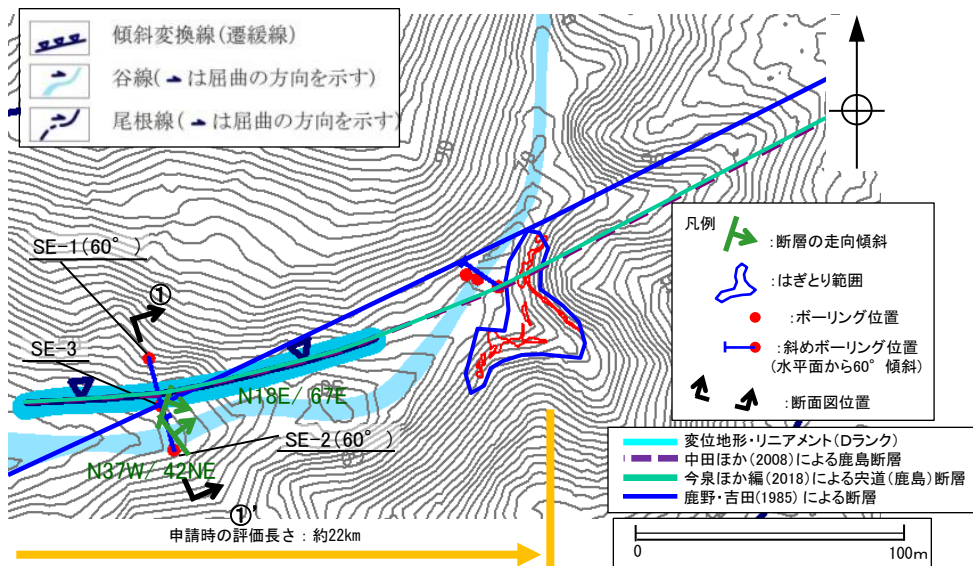 傾斜変換線(遷緩線)
谷線(は屈曲の方向を示す)
尾根線(は屈曲の方向を示す)
SE-1(60°)
①
SE-3
N18E/67E
SE-2(60°)
N37W/42NE
①'
申請時の評価長さ：約22km
凡例
:断層の走向傾斜
:はぎとり範囲
:ボーリング位置
:斜めボーリング位置
(水平面から60°傾斜)
:断面図位置
変位地形・リニアメント(Dランク)
中田ほか(2008)による鹿島断層
今泉ほか編(2018)による宍道(鹿島)断層
鹿野・吉田(1985)による断層
0 100m